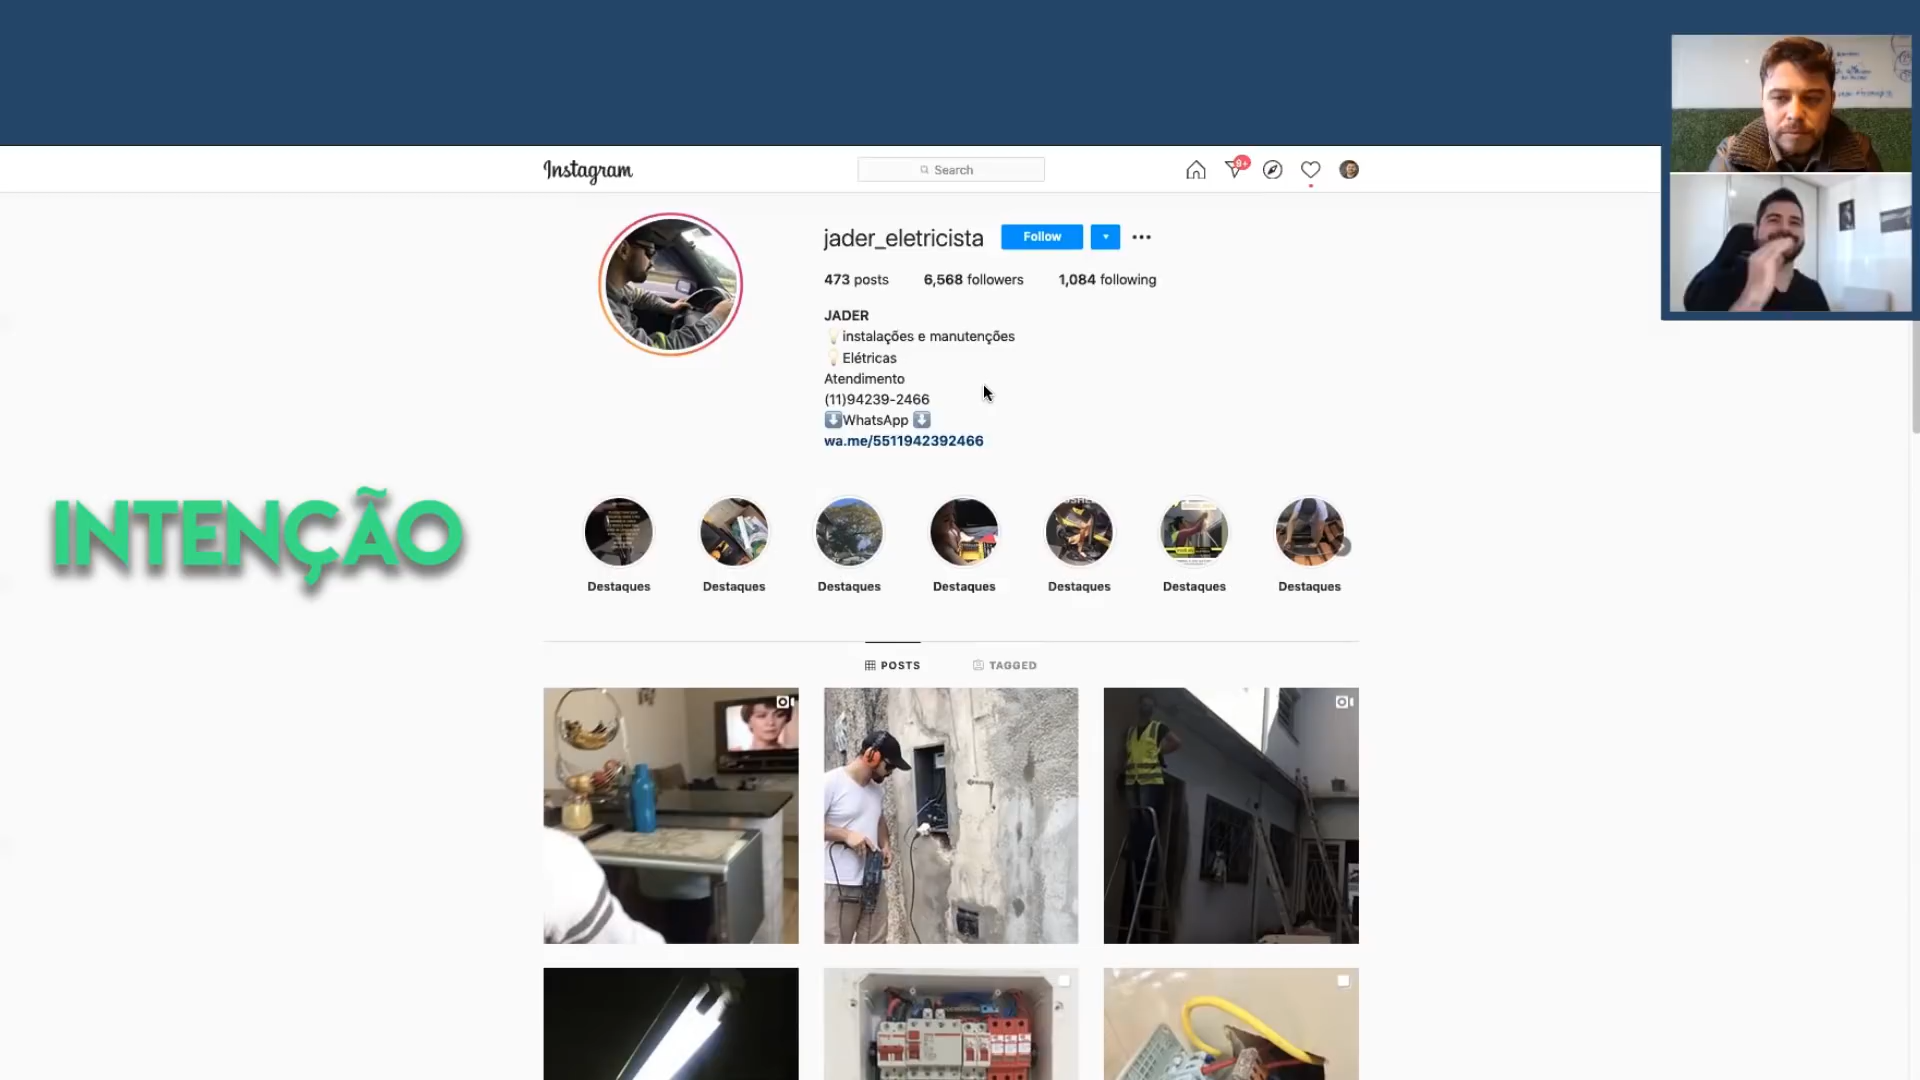 Instagram
Search
9+
jader_eletricista
Follow
473 posts
6,568 followers
1,084 following
JADER
💡instalações e manutenções
💡Elétricas
Atendimento
(11)94239-2466
⬇️WhatsApp ⬇️
wa.me/5511942392466
INTENÇÃO
Destaques
Destaques
Destaques
Destaques
Destaques
Destaques
Destaques
POSTS
TAGGED